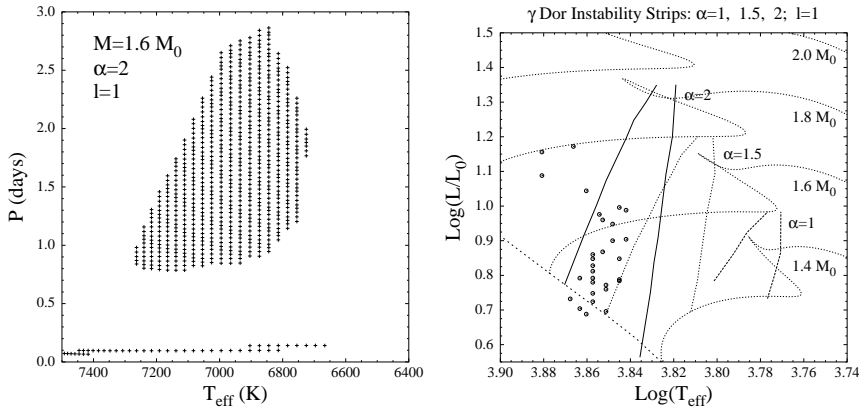 M=1.6 M0
α=2
l=1
P (days)
3.0
2.5
2.0
1.5
1.0
0.5
0.0
7400
7200
7000
6800
6600
6400
Teff (K)
γ Dor Instability Strips: α=1, 1.5, 2; l=1
Log(L/L0)
1.5
1.4
1.3
1.2
1.1
1.0
0.9
0.8
0.7
0.6
2.0 M0
α=2
1.8 M0
α=1.5
1.6 M0
α=1
1.4 M0
3.90
3.88
3.86
3.84
3.82
3.80
3.78
3.76
3.74
Log(Teff)